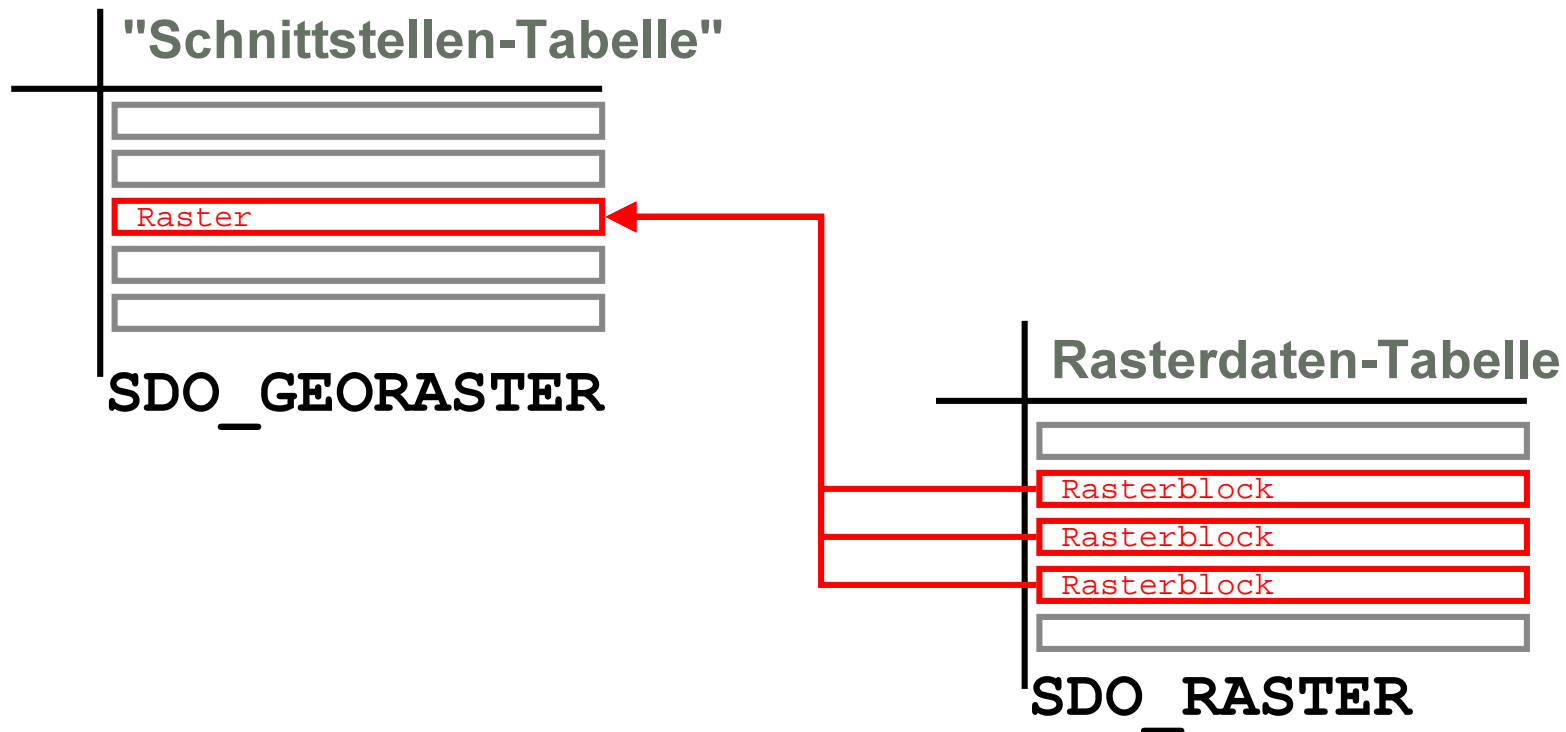 "Schnittstellen-Tabelle"
Raster
SDO_GEORASTER
Rasterdaten-Tabelle
Rasterblock
Rasterblock
Rasterblock
SDO_RASTER